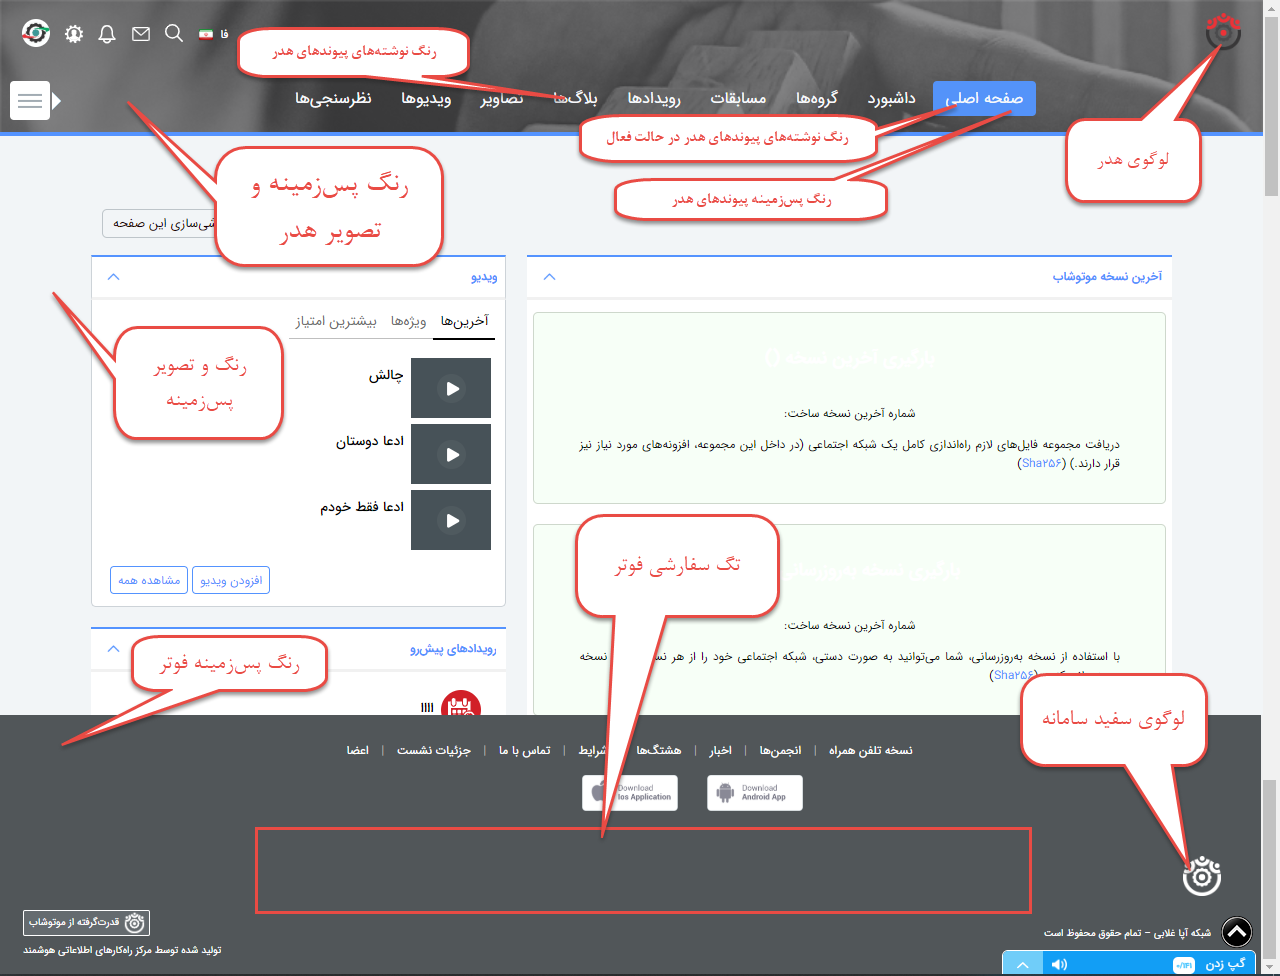 فا
رنگ نوشته‌های پیوندهای هدر
صفحه اصلی
داشبورد
گروه‌ها
مسابقات
رویدادها
بلاگ‌ها
تصاویر
ویدیوها
نظرسنجی‌ها
رنگ نوشته‌های پیوندهای هدر در حالت فعال
لوگوی هدر
رنگ پس‌زمینه پیوندهای هدر
رنگ پس‌زمینه و
تصویر هدر
این صفحه
آخرین نسخه موتوشاب
ویدیو
آخرین‌ها
ویژه‌ها
بیشترین امتیاز
رنگ و تصویر
پس‌زمینه
چالش
ادعا دوستان
ادعا فقط خودم
شماره آخرین نسخه ساخت:
دریافت مجموعه فایل‌های لازم راه‌اندازی کامل یک شبکه اجتماعی (در داخل این مجموعه، افزونه‌های مورد نیاز نیز
قرار دارند.) (Sha۲۵۶)
افزودن ویدیو
مشاهده همه
تگ سفارشی فوتر
شماره آخرین نسخه ساخت:
با استفاده از نسخه به‌روزرسانی، شما می‌توانید به صورت دستی، شبکه اجتماعی خود را از هر نسخه
(Sha۲۵۶)
رویدادهای پیش‌رو
رنگ پس‌زمینه فوتر
اااا
لوگوی سفید سامانه
نسخه تلفن همراه | انجمن‌ها | اخبار | هشتگ‌ها | شرایط | تماس با ما | جزئیات نشست | اعضا
Download
Ios Application
Download
Android App
قدرت‌گرفته از موتوشاب
تولید شده توسط مرکز راه‌کارهای اطلاعاتی هوشمند
شبکه آپا غلابی – تمام حقوق محفوظ است
گپ زدن
۰/۱۴۱